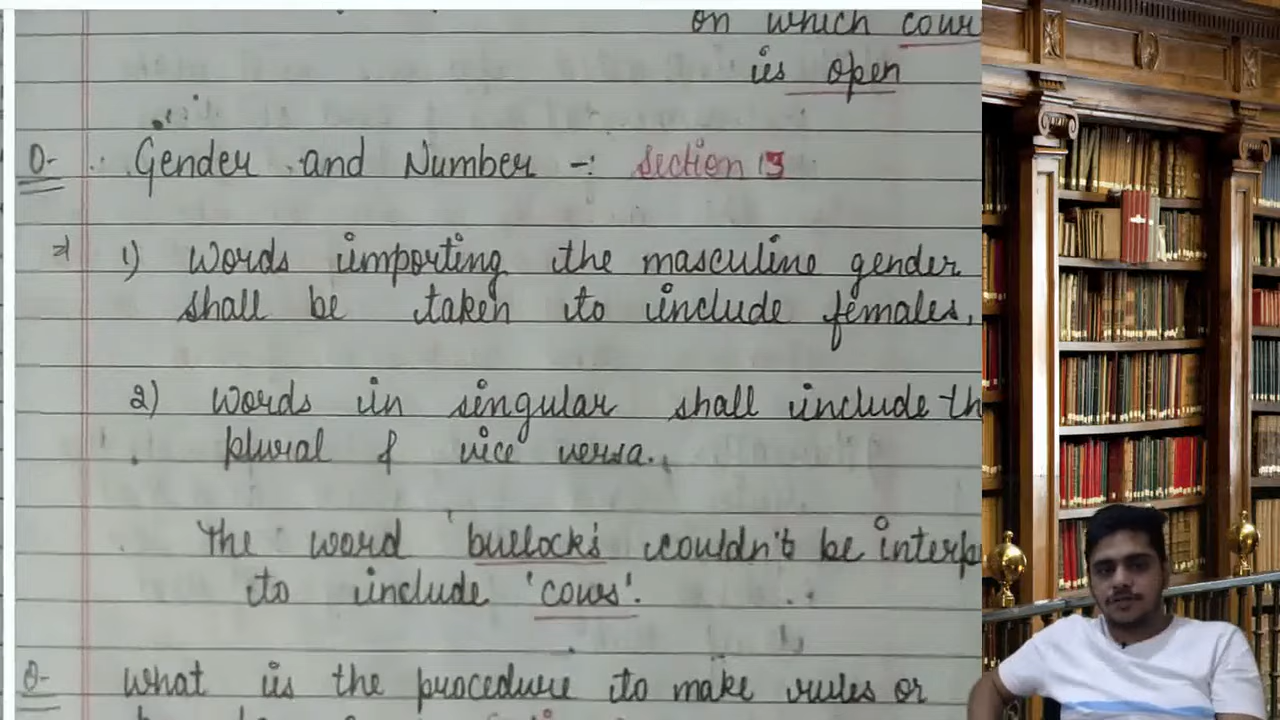 on which cour
is open
Q- Gender and Number -: Section 13
1) Words importing the masculine gender
shall be taken to include females.
2) Words in singular shall include th
plural & vice versa.
The word 'bullocks' couldn't be interp
to include 'cows'.
Q- What is the procedure to make rules or